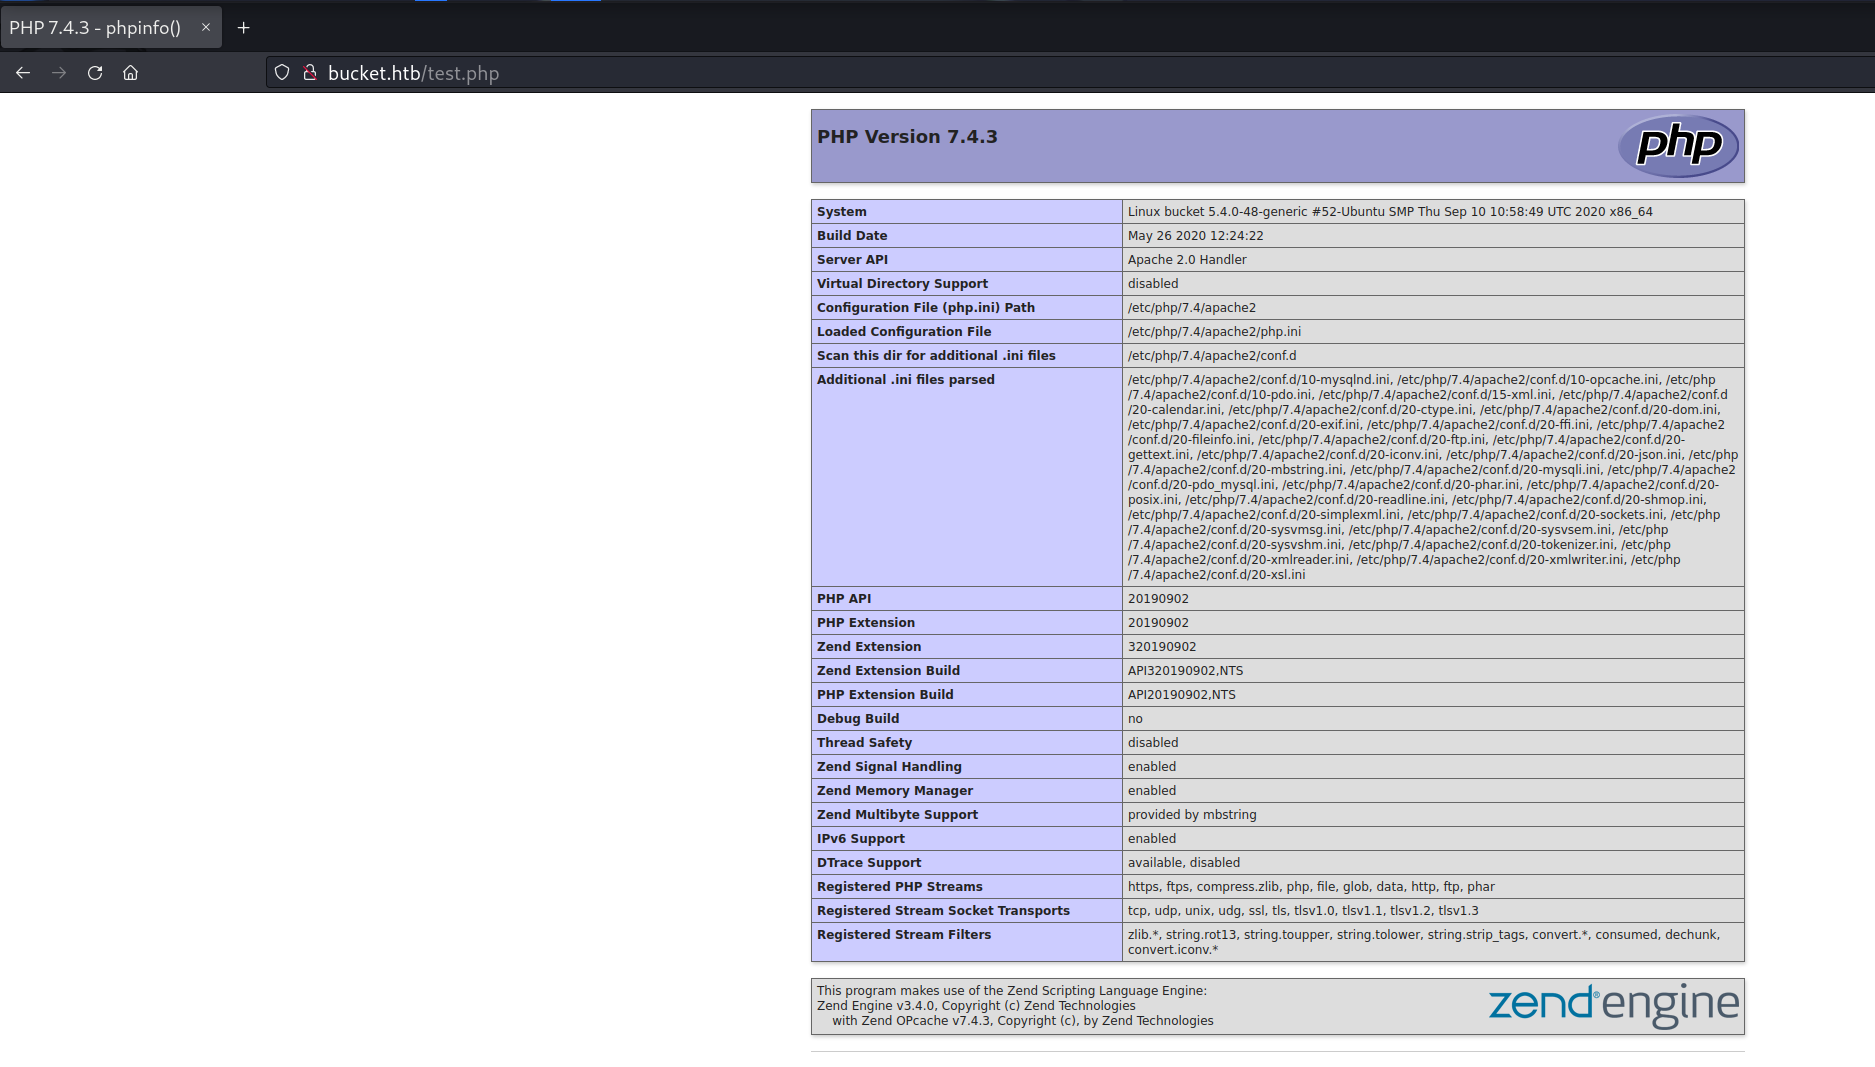 PHP 7.4.3 - phpinfo()
bucket.htb/test.php
PHP Version 7.4.3
php
System Linux bucket 5.4.0-48-generic #52-Ubuntu SMP Thu Sep 10 10:58:49 UTC 2020 x86_64
Build Date May 26 2020 12:24:22
Server API Apache 2.0 Handler
Virtual Directory Support disabled
Configuration File (php.ini) Path /etc/php/7.4/apache2
Loaded Configuration File /etc/php/7.4/apache2/php.ini
Scan this dir for additional .ini files /etc/php/7.4/apache2/conf.d
Additional .ini files parsed /etc/php/7.4/apache2/conf.d/10-mysqlnd.ini, /etc/php/7.4/apache2/conf.d/10-opcache.ini, /etc/php
/7.4/apache2/conf.d/10-pdo.ini, /etc/php/7.4/apache2/conf.d/15-xml.ini, /etc/php/7.4/apache2/conf.d
/20-calendar.ini, /etc/php/7.4/apache2/conf.d/20-ctype.ini, /etc/php/7.4/apache2/conf.d/20-dom.ini,
/etc/php/7.4/apache2/conf.d/20-exif.ini, /etc/php/7.4/apache2/conf.d/20-ffi.ini, /etc/php/7.4/apache2
/conf.d/20-fileinfo.ini, /etc/php/7.4/apache2/conf.d/20-ftp.ini, /etc/php/7.4/apache2/conf.d/20-
gettext.ini, /etc/php/7.4/apache2/conf.d/20-iconv.ini, /etc/php/7.4/apache2/conf.d/20-json.ini, /etc/php
/7.4/apache2/conf.d/20-mbstring.ini, /etc/php/7.4/apache2/conf.d/20-mysqli.ini, /etc/php/7.4/apache2
/conf.d/20-pdo_mysql.ini, /etc/php/7.4/apache2/conf.d/20-phar.ini, /etc/php/7.4/apache2/conf.d/20-
posix.ini, /etc/php/7.4/apache2/conf.d/20-readline.ini, /etc/php/7.4/apache2/conf.d/20-shmop.ini,
/etc/php/7.4/apache2/conf.d/20-simplexml.ini, /etc/php/7.4/apache2/conf.d/20-sockets.ini, /etc/php
/7.4/apache2/conf.d/20-sysvmsg.ini, /etc/php/7.4/apache2/conf.d/20-sysvsem.ini, /etc/php
/7.4/apache2/conf.d/20-sysvshm.ini, /etc/php/7.4/apache2/conf.d/20-tokenizer.ini, /etc/php
/7.4/apache2/conf.d/20-xmlreader.ini, /etc/php/7.4/apache2/conf.d/20-xmlwriter.ini, /etc/php
/7.4/apache2/conf.d/20-xsl.ini
PHP API 20190902
PHP Extension 20190902
Zend Extension 320190902
Zend Extension Build API320190902,NTS
PHP Extension Build API20190902,NTS
Debug Build no
Thread Safety disabled
Zend Signal Handling enabled
Zend Memory Manager enabled
Zend Multibyte Support provided by mbstring
IPv6 Support enabled
DTrace Support available, disabled
Registered PHP Streams https, ftps, compress.zlib, php, file, glob, data, http, ftp, phar
Registered Stream Socket Transports tcp, udp, unix, udg, ssl, tls, tlsv1.0, tlsv1.1, tlsv1.2, tlsv1.3
Registered Stream Filters zlib.*, string.rot13, string.toupper, string.tolower, string.strip_tags, convert.*, consumed, dechunk,
convert.iconv.*
This program makes use of the Zend Scripting Language Engine:
Zend Engine v3.4.0, Copyright (c) Zend Technologies
with Zend OPcache v7.4.3, Copyright (c), by Zend Technologies
zend® engine